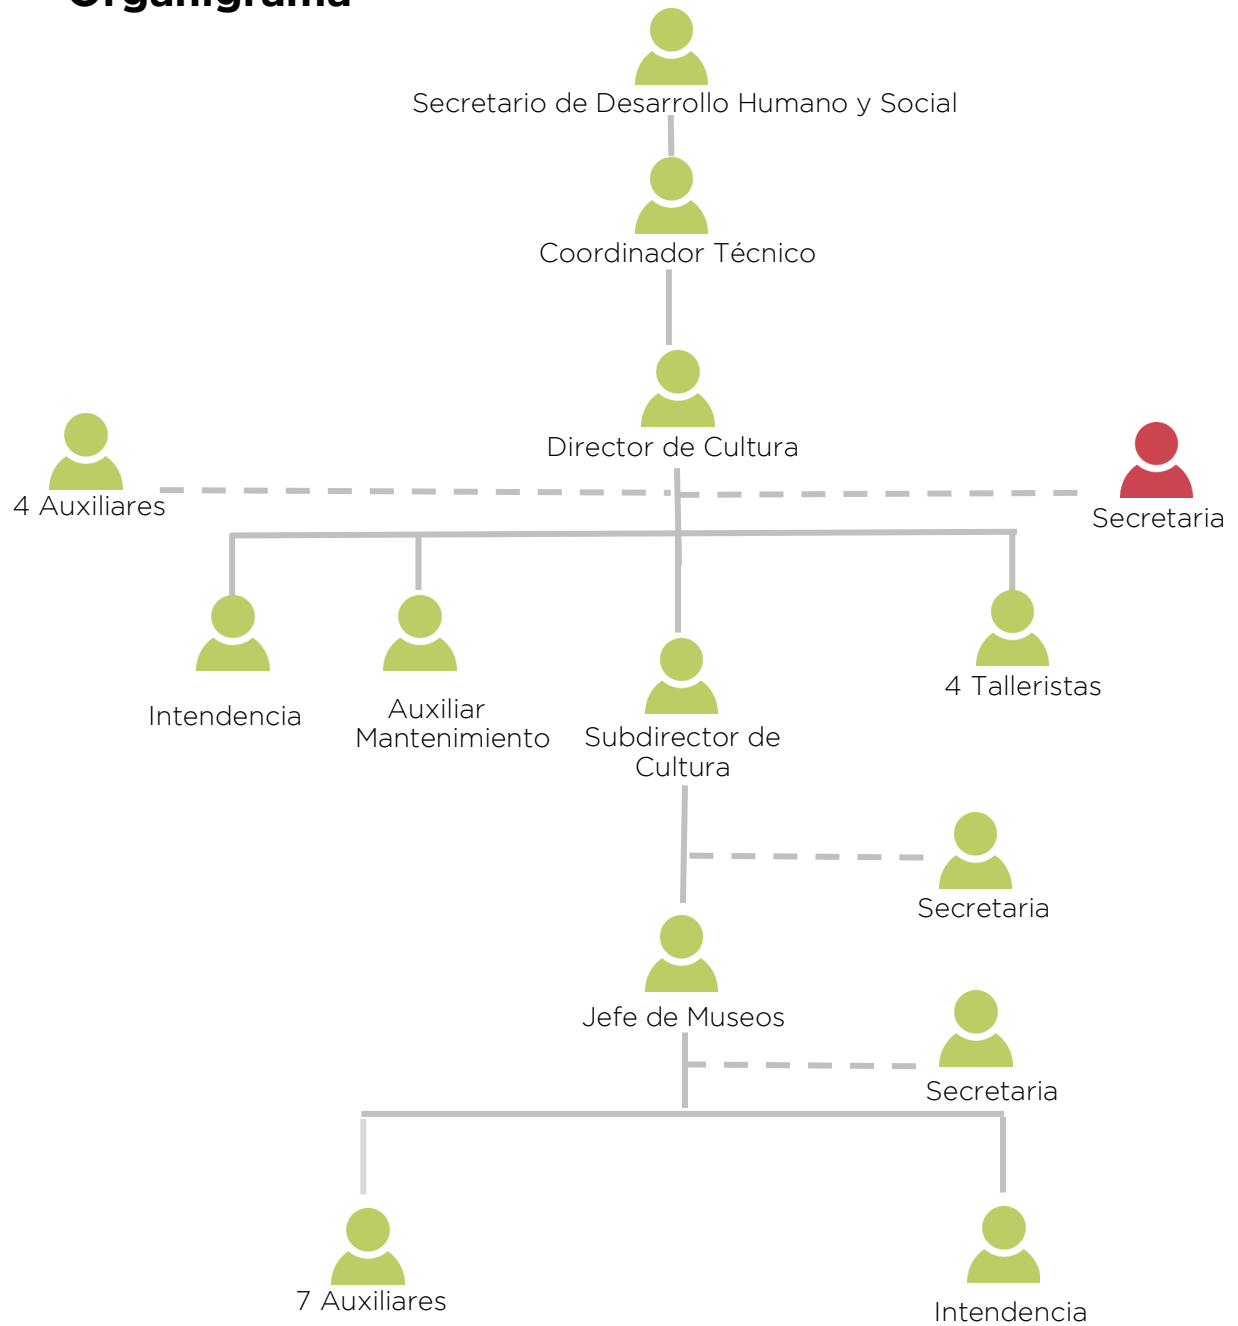 Organigrama
Secretario de Desarrollo Humano y Social
Coordinador Técnico
Director de Cultura
4 Auxiliares
Secretaria
Intendencia
Auxiliar
Mantenimiento
Subdirector de
Cultura
4 Talleristas
Secretaria
Jefe de Museos
Secretaria
7 Auxiliares
Intendencia